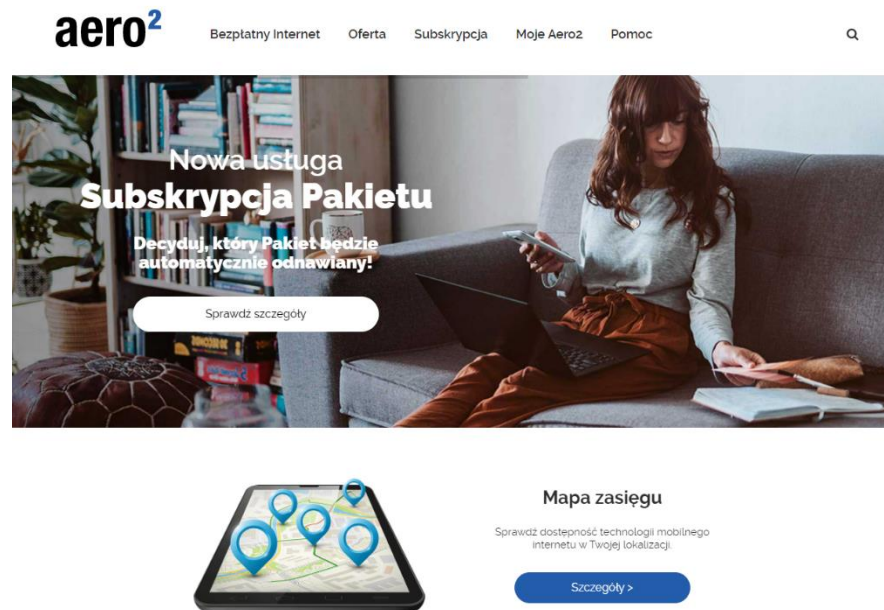 aero²
Bezpłatny Internet Oferta Subskrypcja Moje Aero2 Pomoc
Nowa usługa
Subskrypcja Pakietu
Decyduj, który Pakiet będzie
automatycznie odnawiany!
Sprawdź szczegóły
Mapa zasięgu
Sprawdź dostępność technologii mobilnego
internetu w Twojej lokalizacji.
Szczegóły >